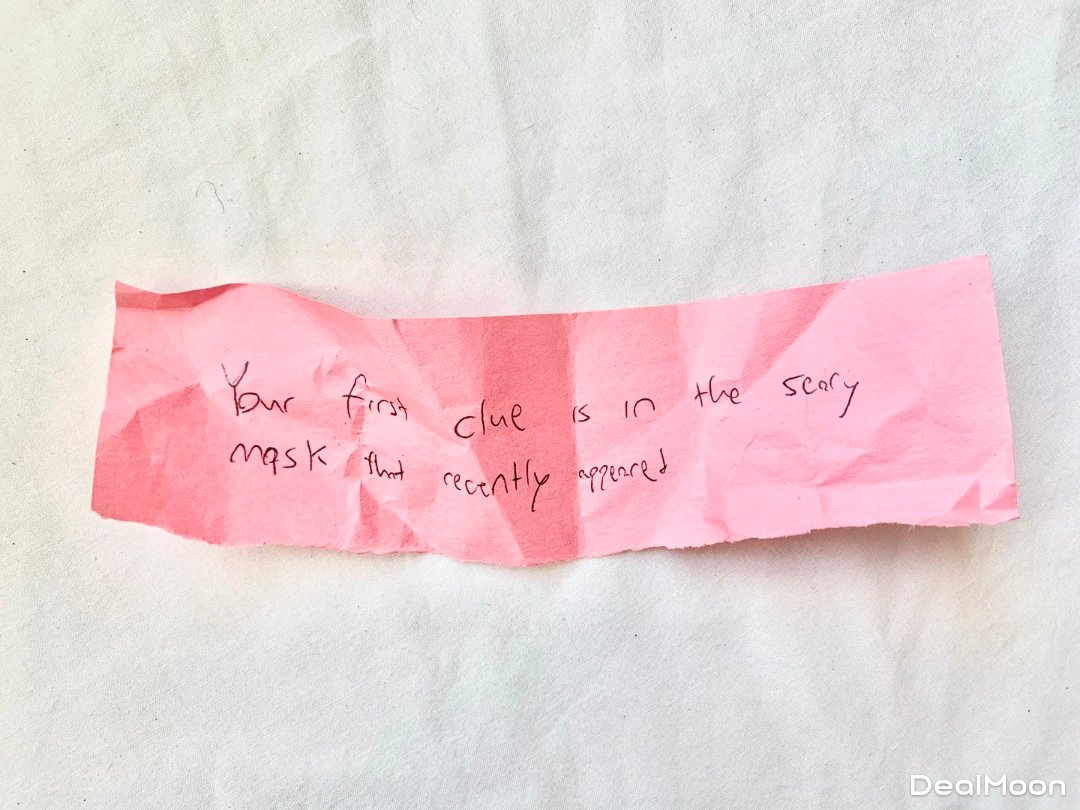 Your first clue is in the scary
mask that recently appeared
DealMoon